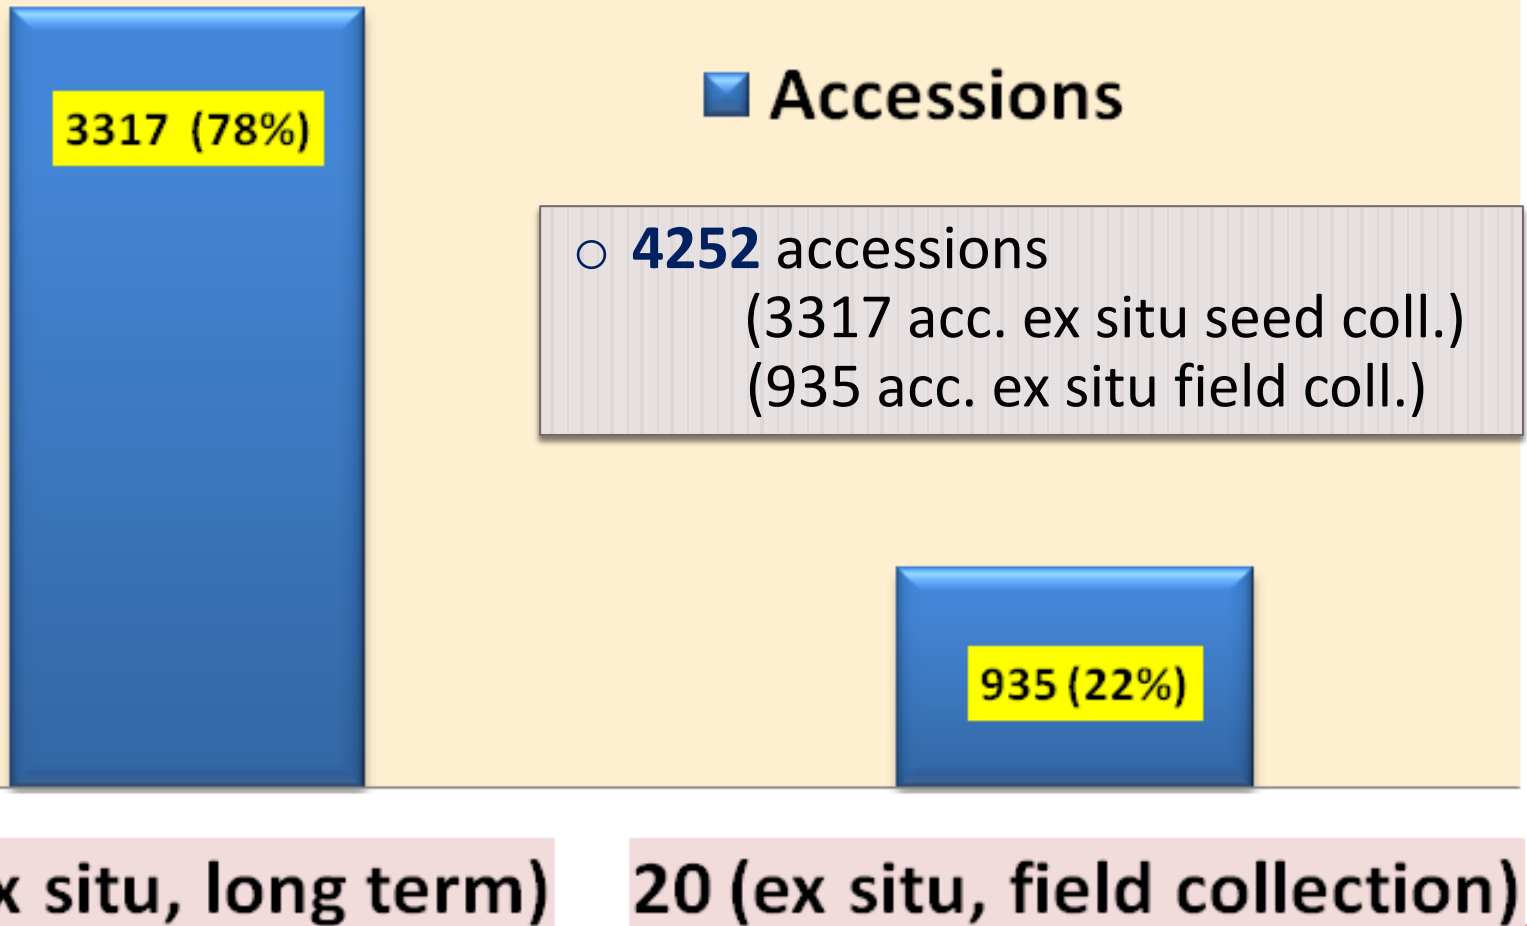 3317 (78%)
Accessions
4252 accessions
(3317 acc. ex situ seed coll.)
(935 acc. ex situ field coll.)
935 (22%)
situ, long term)
20 (ex situ, field collection)